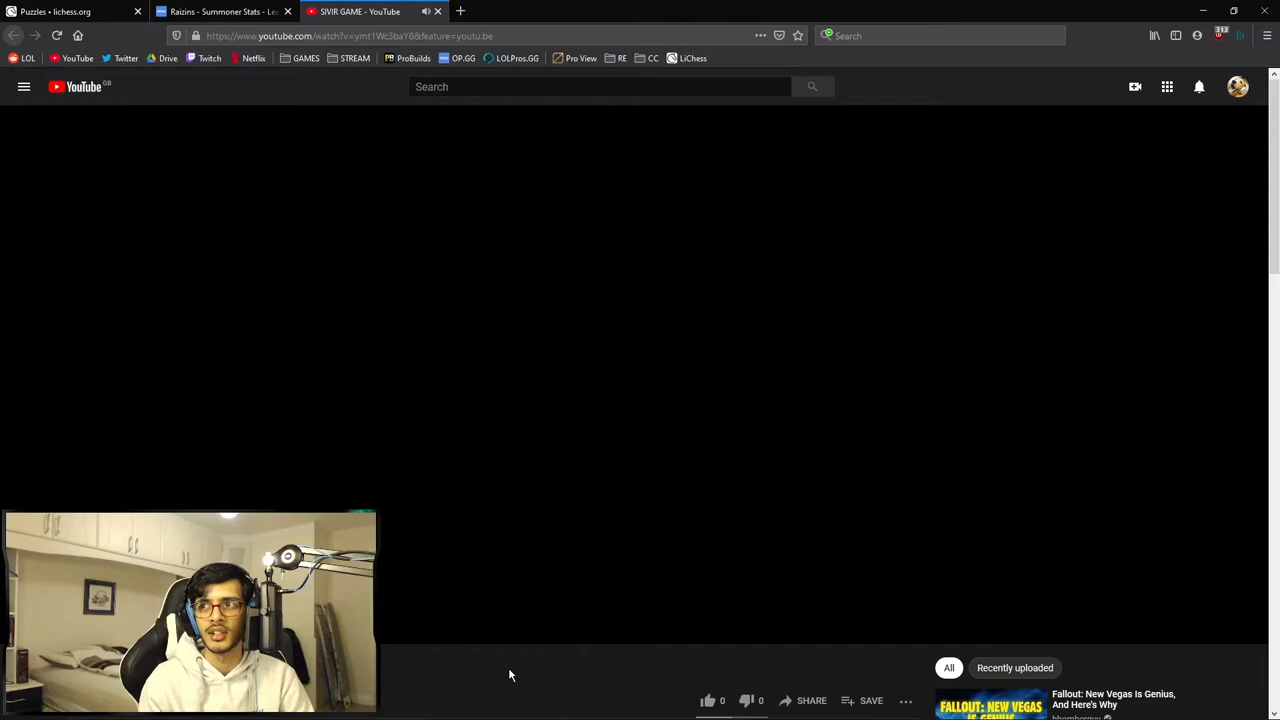 Puzzles • lichess.org
Raizins - Summoner Stats - Lea
SIVIR GAME - YouTube
https://www.youtube.com/watch?v=ymt1Wc3baY8&feature=youtu.be
Search
313
LOL
YouTube
Twitter
Drive
Twitch
Netflix
GAMES
STREAM
ProBuilds
OP.GG
LOLPros.GG
Pro View
RE
CC
LiChess
YouTube GB
Search
0
0
SHARE
SAVE
All
Recently uploaded
FALLOUT: NEW VEGAS
Fallout: New Vegas Is Genius,
And Here's Why